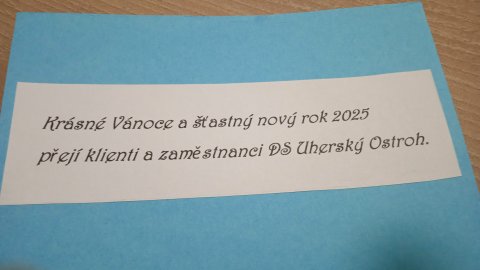 Krásné Vánoce a šťastný nový rok 2025
přejí klienti a zaměstnanci DS Uherský Ostroh.